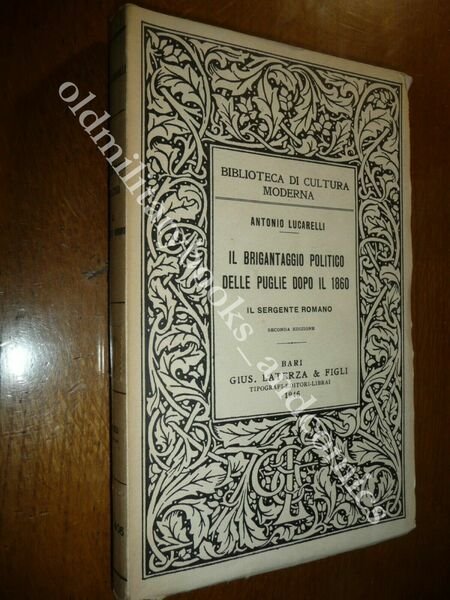 BIBLIOTECA DI CULTURA
MODERNA
ANTONIO LUCARELLI
IL BRIGANTAGGIO POLITICO
DELLE PUGLIE DOPO IL 1860
IL SERGENTE ROMANO
SECONDA EDIZIONE
BARI
GIUS. LATERZA & FIGLI
TIPOGRAFI-EDITORI-LIBRAI
1946